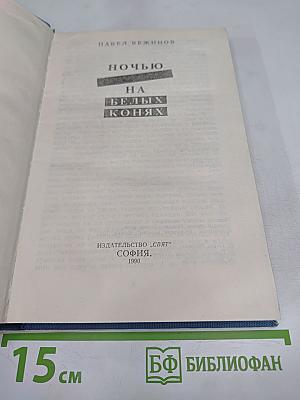 ПАВЕЛ ВЕЖИНОВ
НОЧЬЮ
НА
БЕЛЫХ
КОНЯХ
ИЗДАТЕЛЬСТВО „СВЯТ“
СОФИЯ,
1990
15 см
БФ БИБЛИОФАН